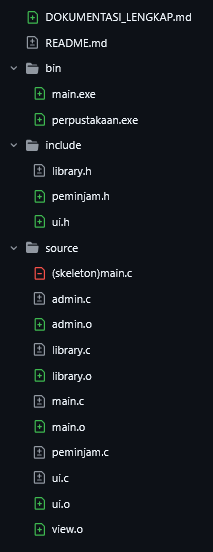 DOKUMENTASI_LENGKAP.md
README.md
bin
main.exe
perpustakaan.exe
include
library.h
peminjam.h
ui.h
source
(skeleton)main.c
admin.c
admin.o
library.c
library.o
main.c
main.o
peminjam.c
ui.c
ui.o
view.o